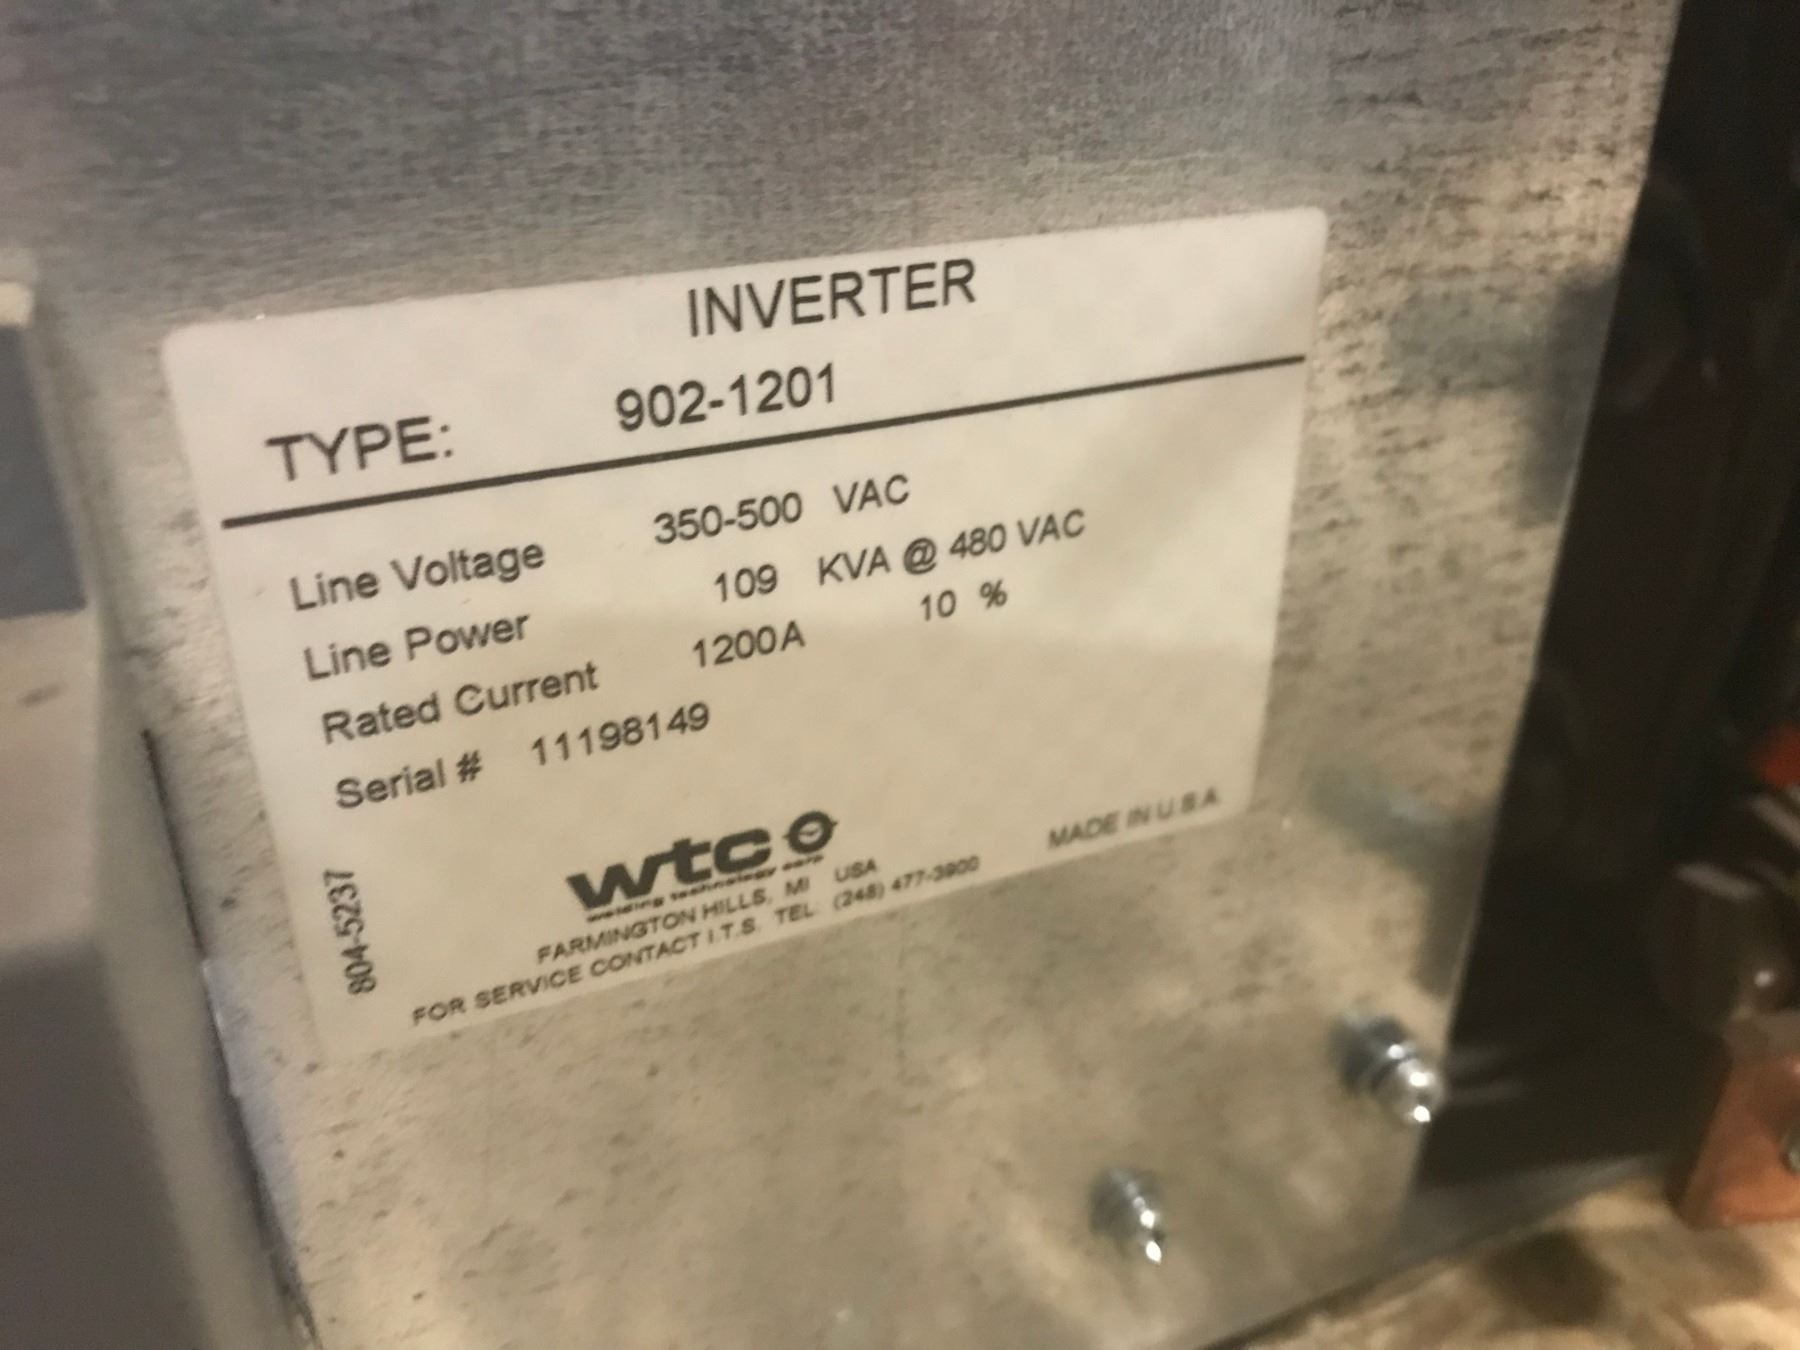 INVERTER
TYPE: 902-1201
Line Voltage 350-500 VAC
Line Power 109 KVA @ 480 VAC
Rated Current 1200A 10 %
Serial # 11198149
wtc
welding technology corp
FARMINGTON HILLS, MI USA
FOR SERVICE CONTACT I.T.S. TEL: (248) 477-3900
MADE IN U.S.A.
804-5237